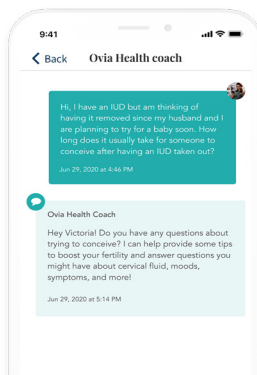 9:41
Back Ovia Health coach
Hi, I have an IUD but am thinking of
having it removed since my husband and I
are planning to try for a baby soon. How
long does it usually take for someone to
conceive after having an IUD taken out?
Jun 29, 2020 at 4:46 PM
Ovia Health Coach
Hey Victoria! Do you have any questions about
trying to conceive? I can help provide some tips
to boost your fertility and answer questions you
might have about cervical fluid, moods,
symptoms, and more!
Jun 29, 2020 at 5:14 PM